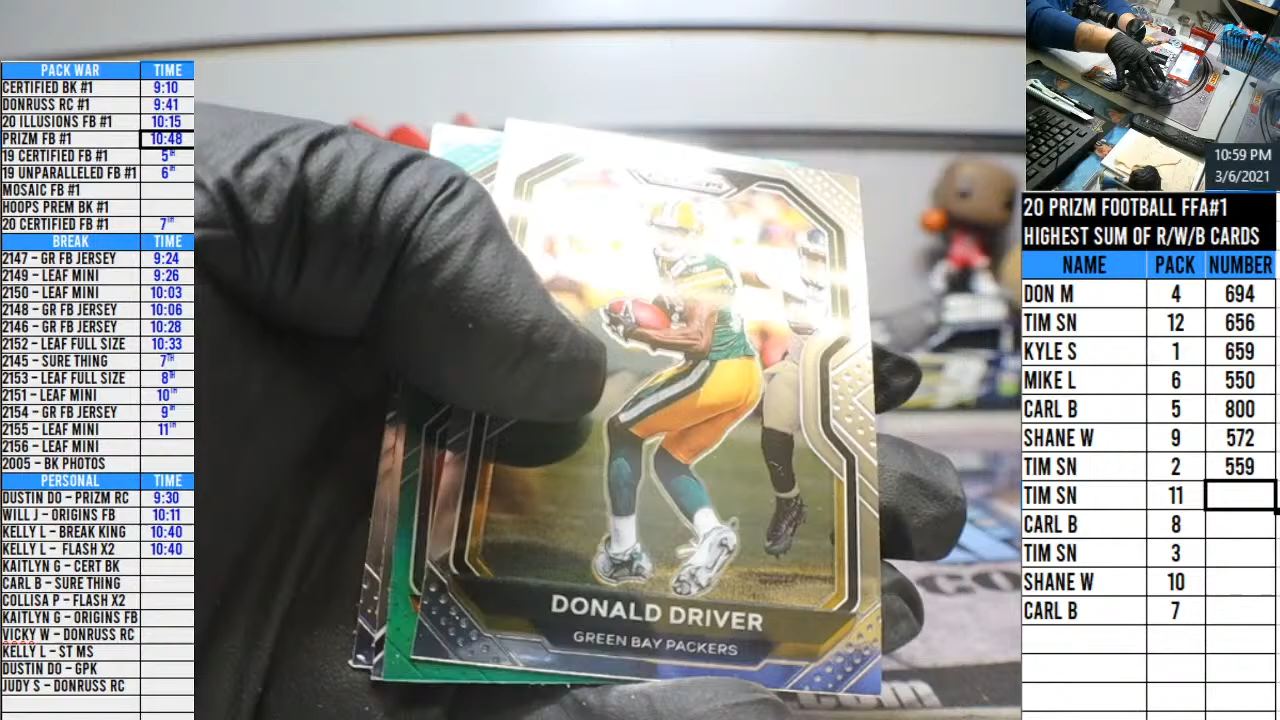 PACK WAR TIME
CERTIFIED BK #1 9:10
DONRUSS RC #1 9:41
20 ILLUSIONS FB #1 10:15
PRIZM FB #1 10:48
19 CERTIFIED FB #1 5TH
19 UNPARALLELED FB #1 6TH
MOSAIC FB #1
HOOPS PREM BK #1
20 CERTIFIED FB #1 7TH
BREAK TIME
2147 – GR FB JERSEY 9:24
2149 – LEAF MINI 9:26
2150 – LEAF MINI 10:03
2148 – GR FB JERSEY 10:06
2146 – GR FB JERSEY 10:28
2152 – LEAF FULL SIZE 10:33
2145 – SURE THING 7TH
2153 – LEAF FULL SIZE 8TH
2151 – LEAF MINI 10TH
2154 – GR FB JERSEY 9TH
2155 – LEAF MINI 11TH
2156 – LEAF MINI
2005 – BK PHOTOS
PERSONAL TIME
DUSTIN DO – PRIZM RC 9:30
WILL J – ORIGINS FB 10:11
KELLY L – BREAK KING 10:40
KELLY L – FLASH X2 10:40
KAITLYN G – CERT BK
CARL B – SURE THING
COLLISA P – FLASH X2
KAITLYN G – ORIGINS FB
VICKY W – DONRUSS RC
KELLY L – ST MS
DUSTIN DO – GPK
JUDY S – DONRUSS RC
DONALD DRIVER
GREEN BAY PACKERS
10:59 PM
3/6/2021
20 PRIZM FOOTBALL FFA#1
HIGHEST SUM OF R/W/B CARDS
NAME PACK NUMBER
DON M 4 694
TIM SN 12 656
KYLE S 1 659
MIKE L 6 550
CARL B 5 800
SHANE W 9 572
TIM SN 2 559
TIM SN 11
CARL B 8
TIM SN 3
SHANE W 10
CARL B 7